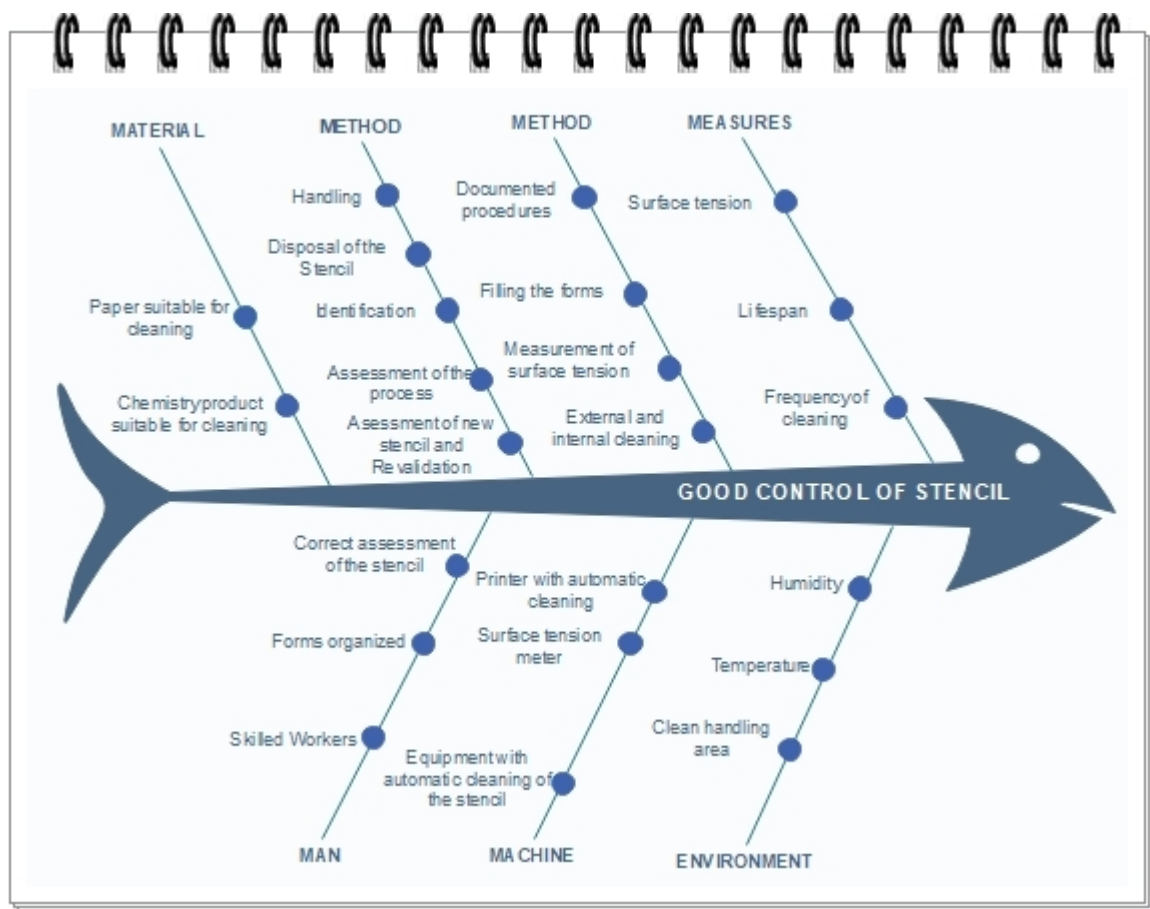 MATERIAL
METHOD
METHOD
MEASURES
Handling
Disposal of the
Stencil
Identification
Assessment of the
process
Asessment of new
stencil and
Revalidation
Documented
procedures
Filling the forms
Measurement of
surface tension
External and
internal cleaning
Surface tension
Lifespan
Frequency of
cleaning
Paper suitable for
cleaning
Chemistry product
suitable for cleaning
GOOD CONTROL OF STENCIL
Correct assessment
of the stencil
Forms organized
Skilled Workers
Printer with automatic
cleaning
Surface tension
meter
Equipment with
automatic cleaning of
the stencil
Humidity
Temperature
Clean handling
area
MAN
MACHINE
ENVIRONMENT